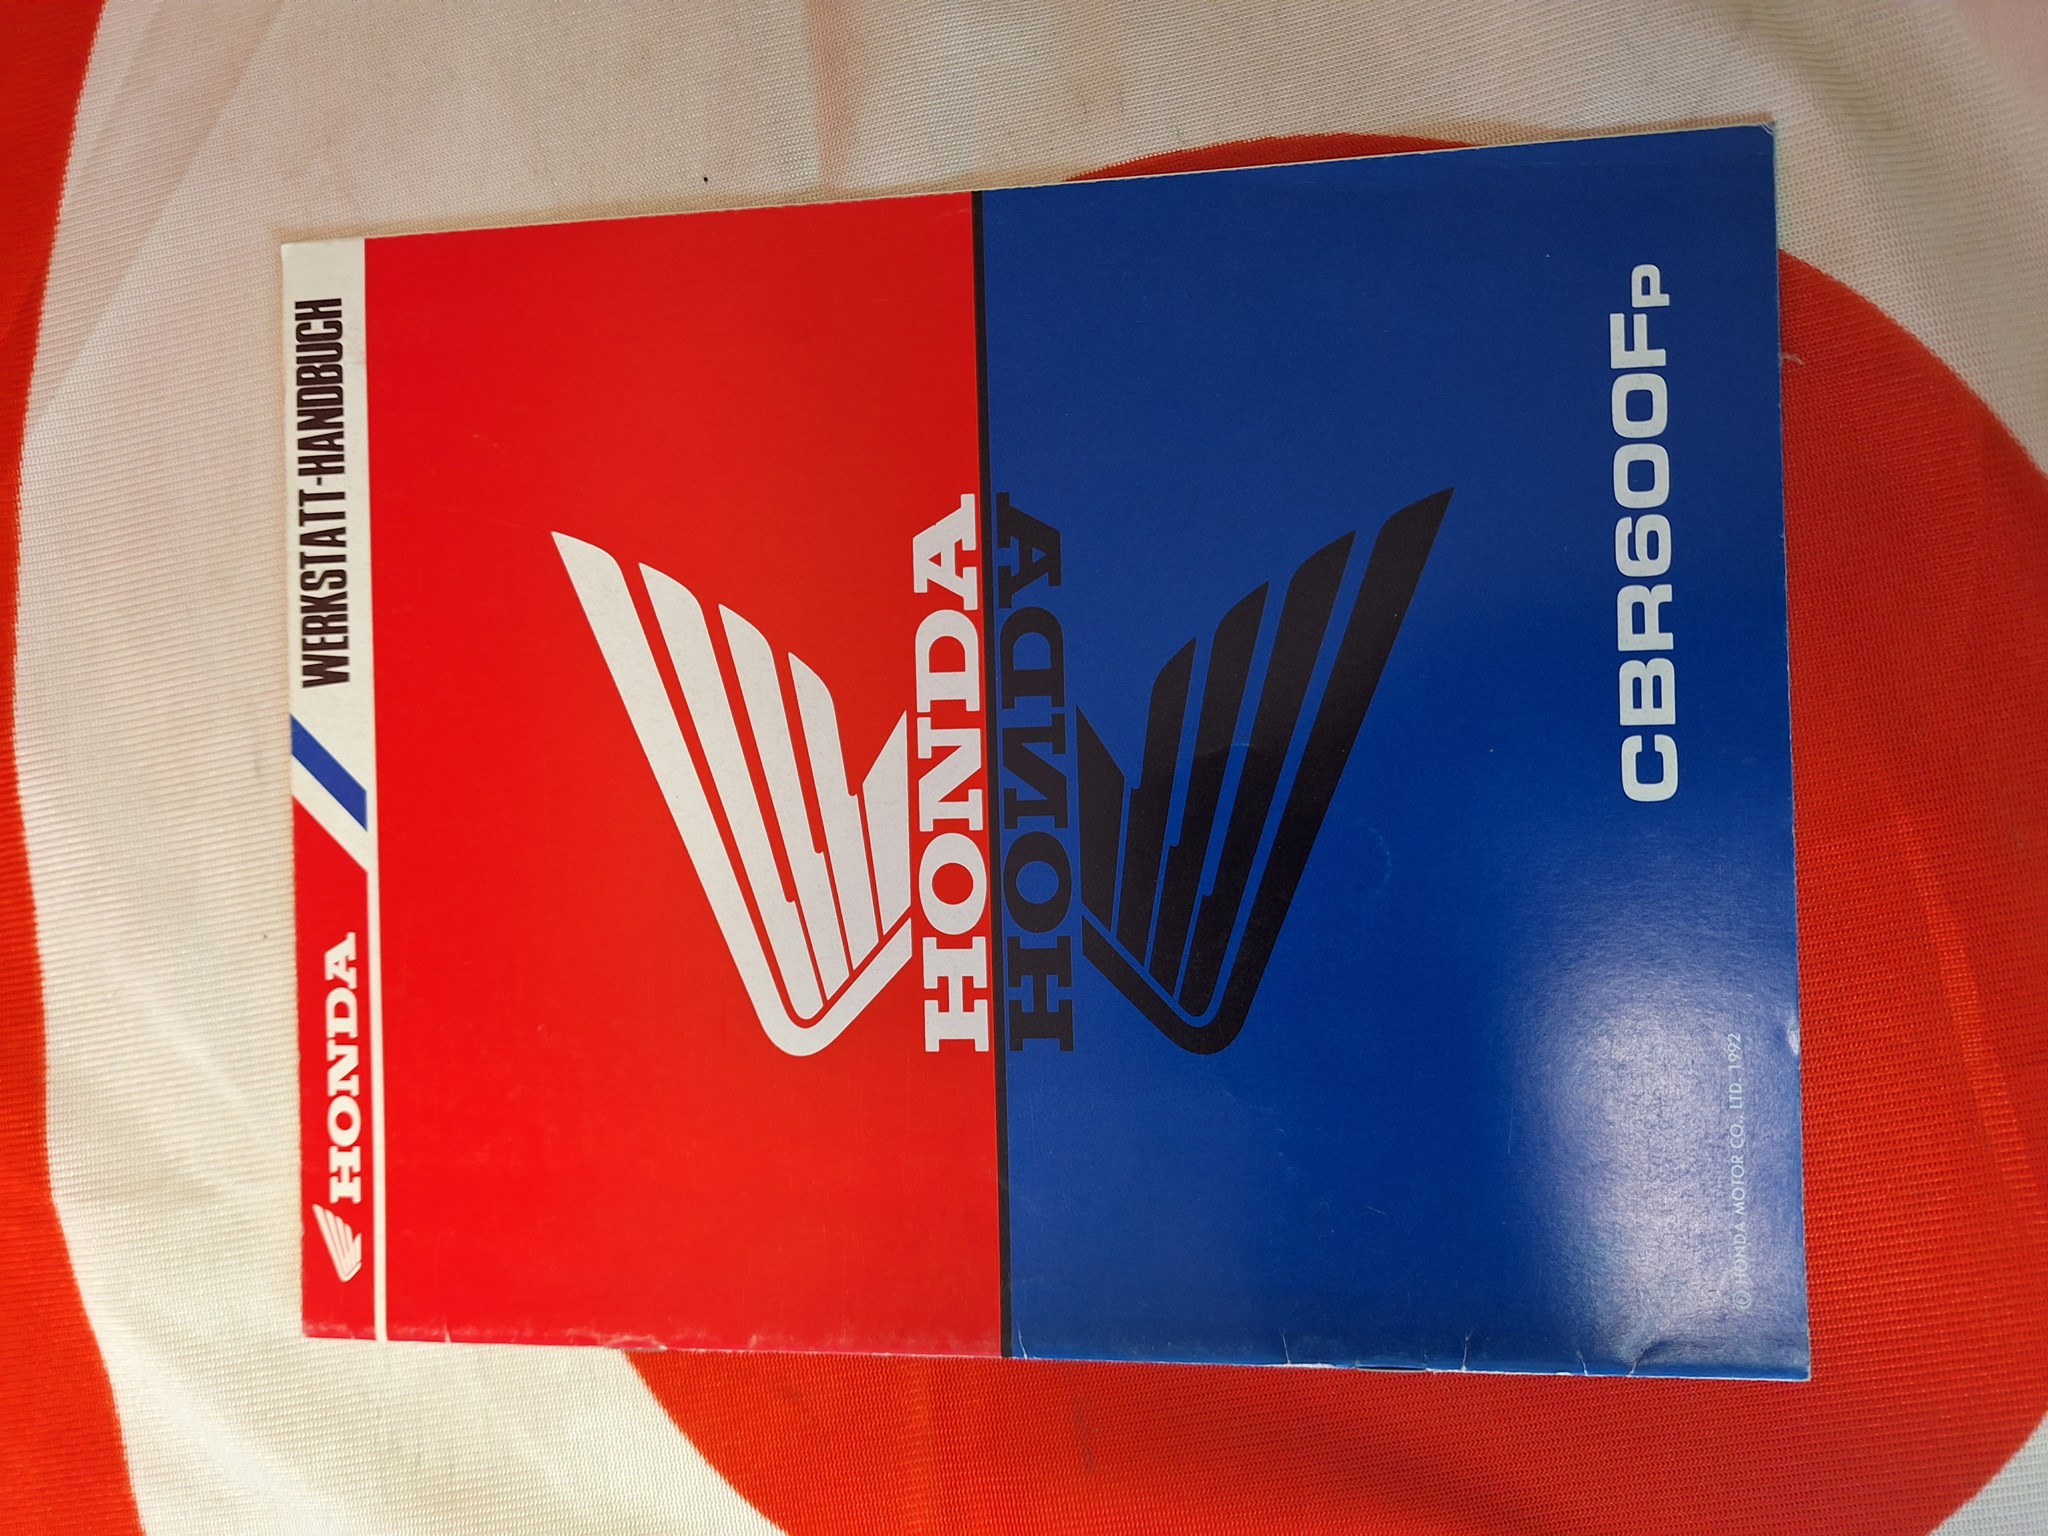 HONDA WERKSTATT-HANDBUCH
HONDA
HONDA
CBR600FP
© HONDA MOTOR CO. LTD. 1992